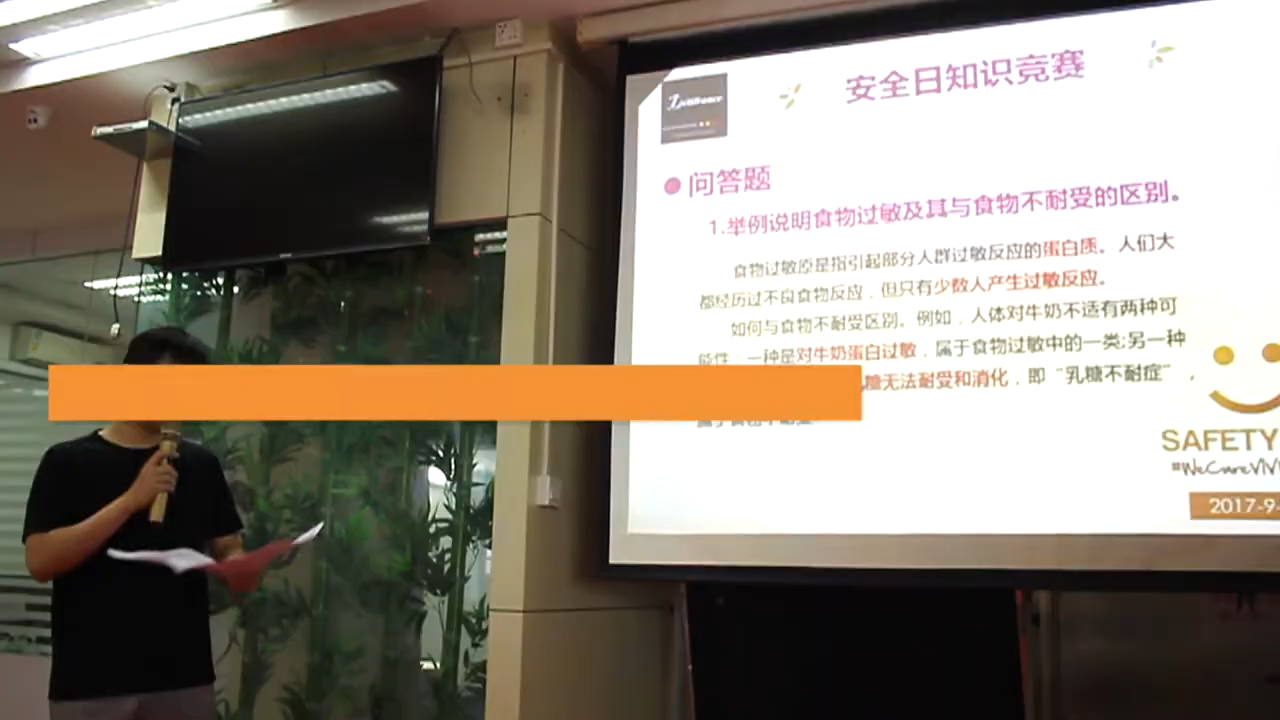 安全日知识竞赛
问答题
1.举例说明食物过敏及其与食物不耐受的区别。
食物过敏原是指引起部分人群过敏反应的蛋白质。人们大
都经历过不良食物反应，但只有少数人产生过敏反应。
如何与食物不耐受区别。例如，人体对牛奶不适有两种可
能性，一种是对牛奶蛋白过敏，属于食物过敏中的一类;另一种
糖无法耐受和消化，即“乳糖不耐症”，
SAFETY
#WeCareVIVI
2017-9-